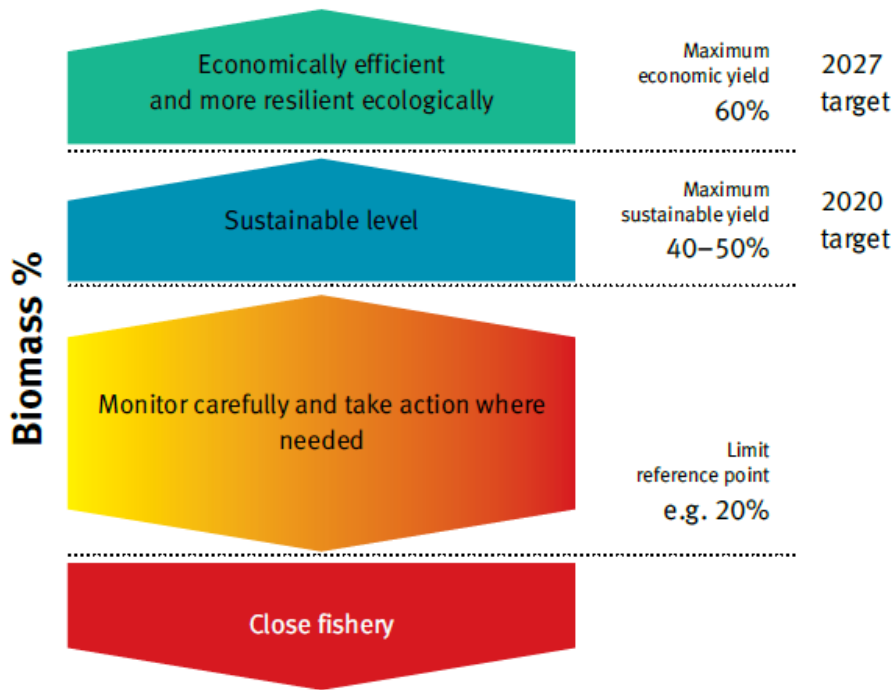 Biomass %
Economically efficient
and more resilient ecologically
Maximum
economic yield
60%
2027
target
Sustainable level
Maximum
sustainable yield
40–50%
2020
target
Monitor carefully and take action where
needed
Limit
reference point
e.g. 20%
Close fishery